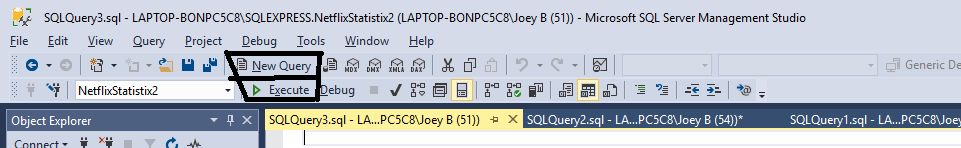 SQLQuery3.sql - LAPTOP-BONPC5C8\SQLEXPRESS.NetflixStatistix2 (LAPTOP-BONPC5C8\Joey B (51)) - Microsoft SQL Server Management Studio
File Edit View Query Project Debug Tools Window Help
New Query MDX DMX XMLA DAX Generic De
NetflixStatistix2 Execute Debug
Object Explorer SQLQuery3.sql - LA...PC5C8\Joey B (51)) SQLQuery2.sql - LA...PC5C8\Joey B (54))* SQLQuery1.sql - LA...PC5C8\Joey
Connect